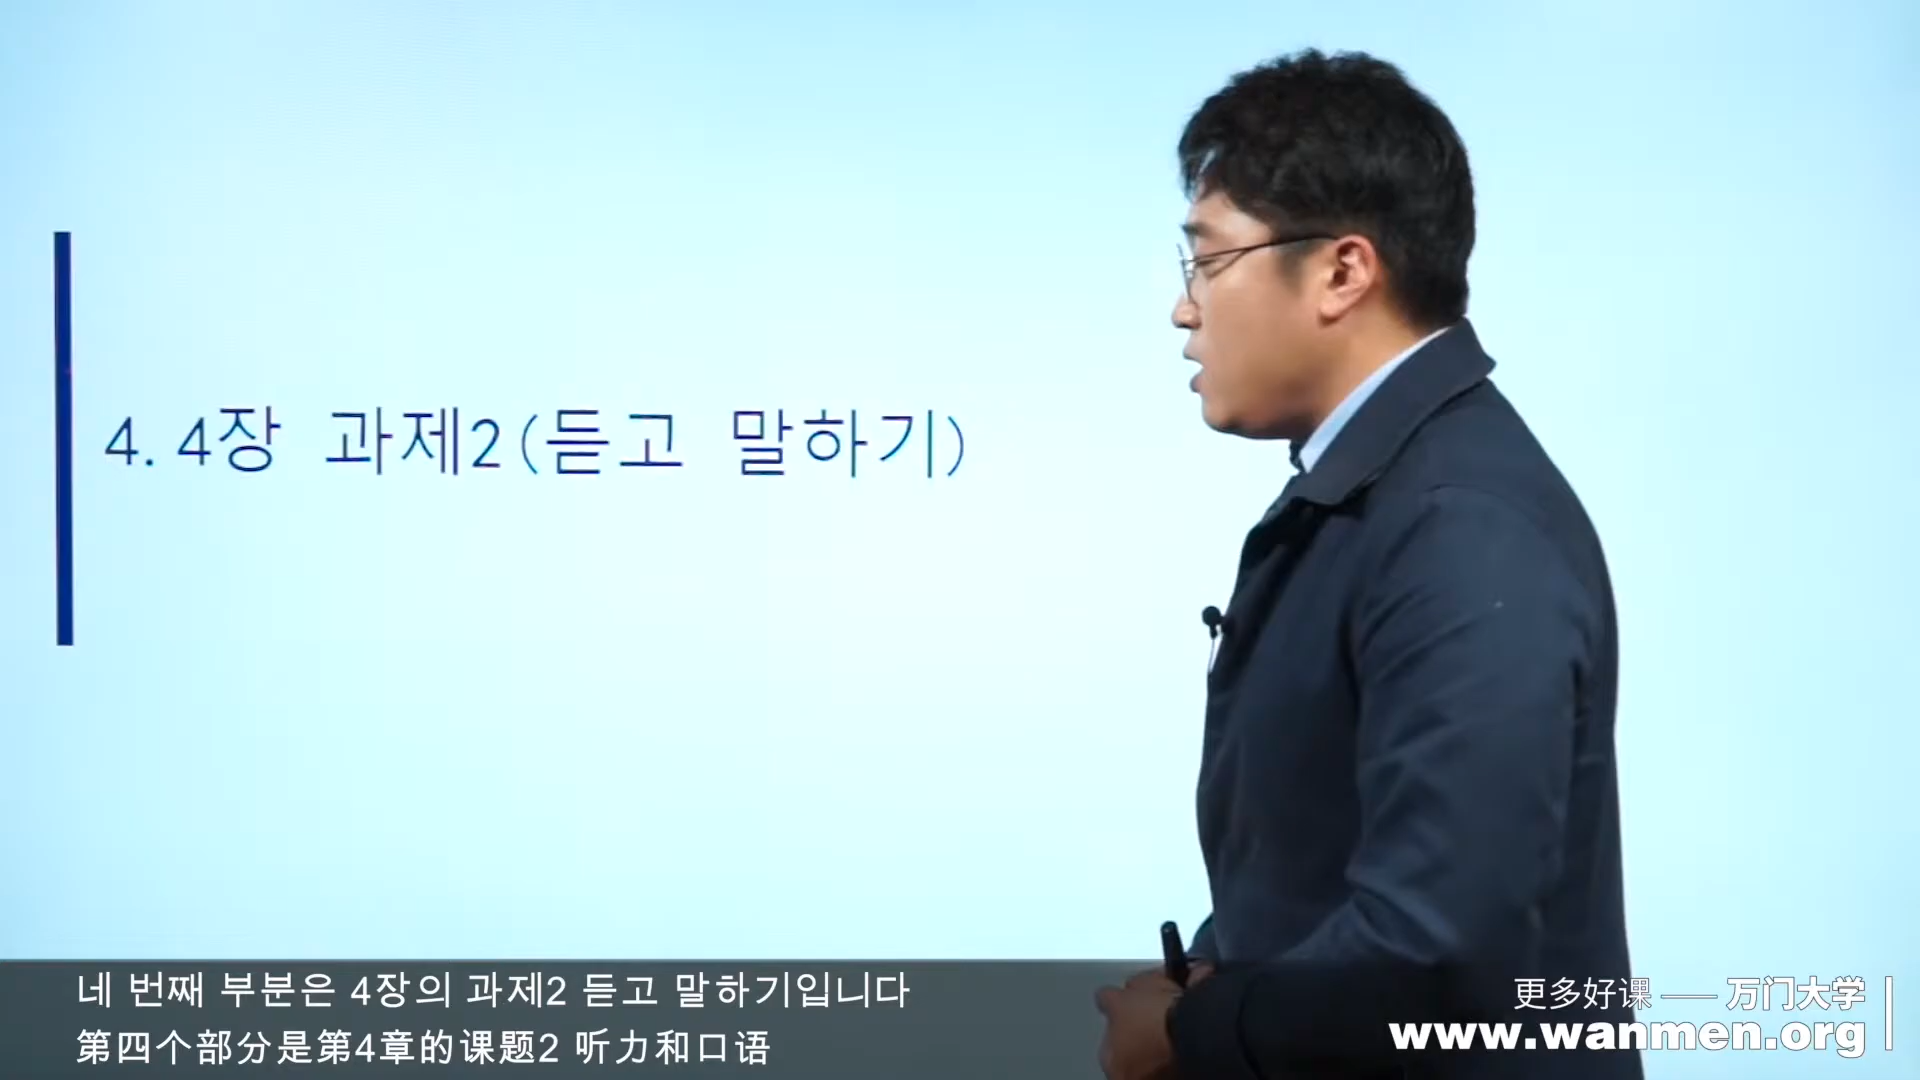 4. 4장 과제2(듣고 말하기)
네 번째 부분은 4장의 과제2 듣고 말하기입니다
第四个部分是第4章的课题2 听力和口语
更多好课 —— 万门大学
www.wanmen.org